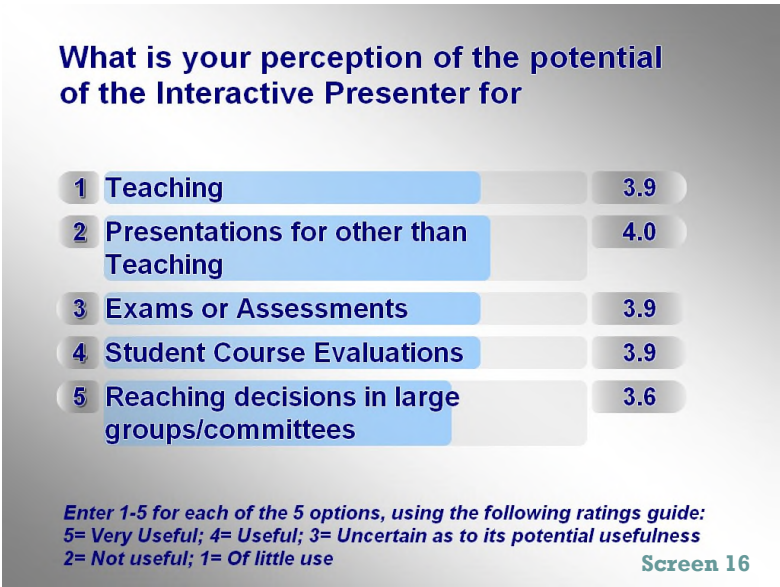 What is your perception of the potential
of the Interactive Presenter for
1 Teaching 3.9
2 Presentations for other than 4.0
Teaching
3 Exams or Assessments 3.9
4 Student Course Evaluations 3.9
5 Reaching decisions in large 3.6
groups/committees
Enter 1-5 for each of the 5 options, using the following ratings guide:
5= Very Useful; 4= Useful; 3= Uncertain as to its potential usefulness
2= Not useful; 1= Of little use
Screen 16